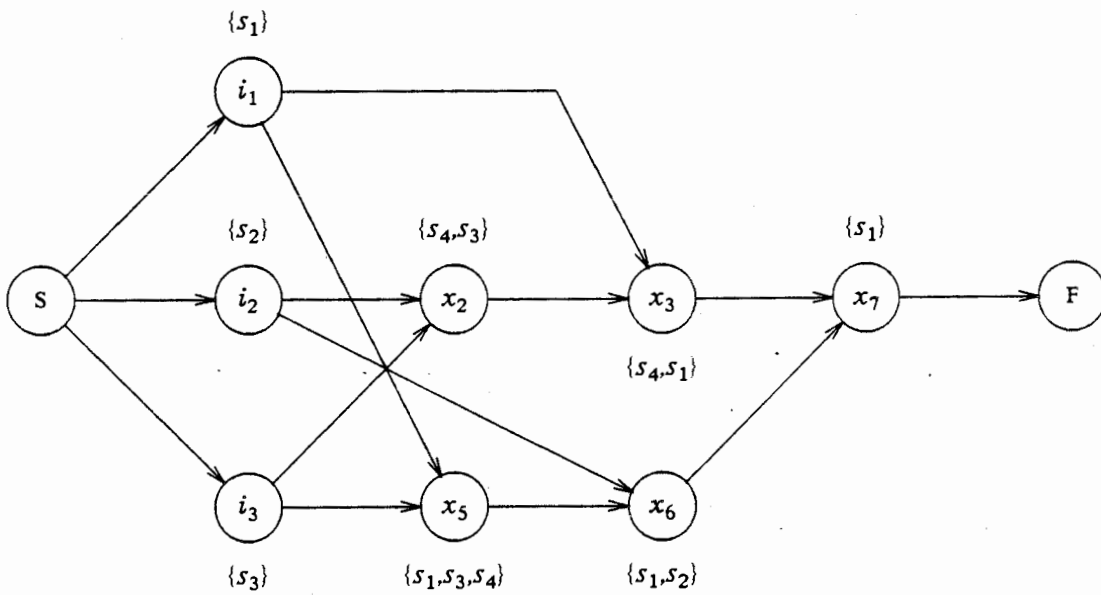 {s₁}
i₁
{s₂}
{s₄,s₃}
{s₁}
S
i₂
x₂
x₃
x₇
F
{s₄,s₁}
i₃
x₅
x₆
{s₃}
{s₁,s₃,s₄}
{s₁,s₂}